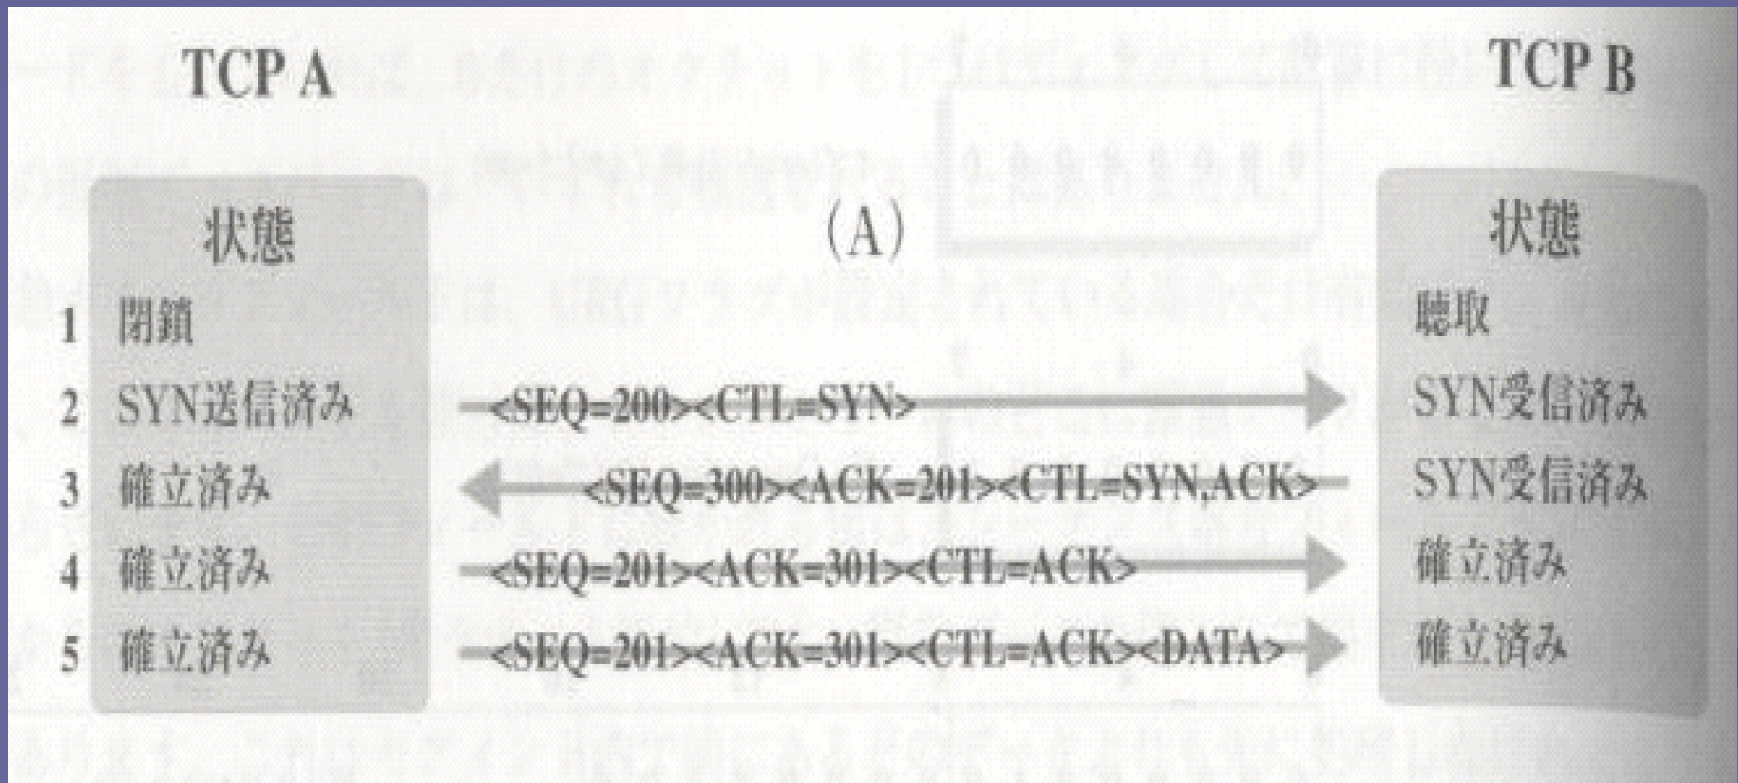 TCP A TCP B
(A)
状態 状態
1 閉鎖 聴取
2 SYN送信済み <SEQ=200><CTL=SYN> SYN受信済み
3 確立済み <SEQ=300><ACK=201><CTL=SYN,ACK> SYN受信済み
4 確立済み <SEQ=201><ACK=301><CTL=ACK> 確立済み
5 確立済み <SEQ=201><ACK=301><CTL=ACK><DATA> 確立済み